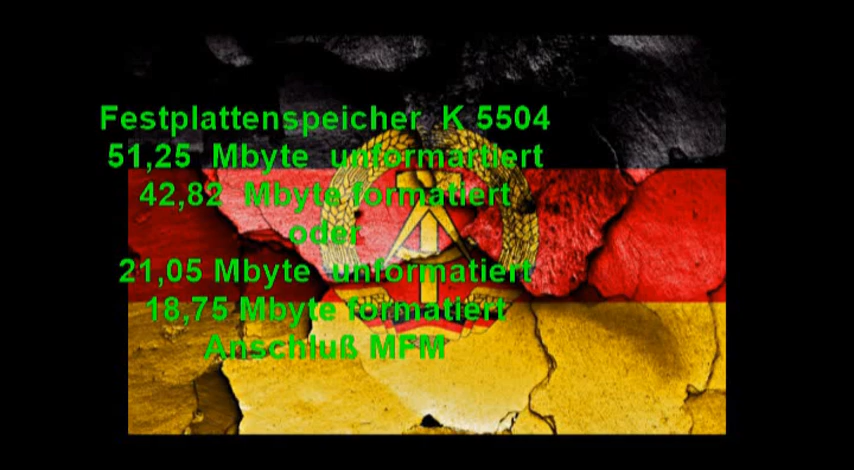 Festplattenspeicher K 5504
51,25 Mbyte unformartiert
42,82 Mbyte formatiert
oder
21,05 Mbyte unformatiert
18,75 Mbyte formatiert
Anschluß MFM